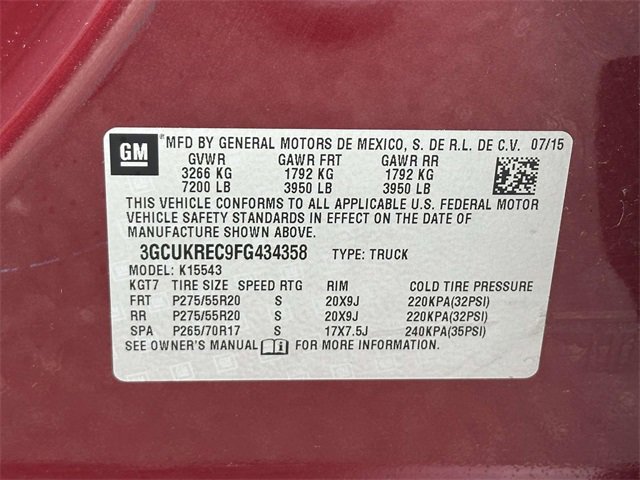 GM MFD BY GENERAL MOTORS DE MEXICO, S. DE R.L. DE C.V. 07/15
GVWR GAWR FRT GAWR RR
3266 KG 1792 KG 1792 KG
7200 LB 3950 LB 3950 LB
THIS VEHICLE CONFORMS TO ALL APPLICABLE U.S. FEDERAL MOTOR
VEHICLE SAFETY STANDARDS IN EFFECT ON THE DATE OF
MANUFACTURE SHOWN ABOVE.
3GCUKREC9FG434358 TYPE: TRUCK
MODEL: K15543
KGT7 TIRE SIZE SPEED RTG RIM COLD TIRE PRESSURE
FRT P275/55R20 S 20X9J 220KPA(32PSI)
RR P275/55R20 S 20X9J 220KPA(32PSI)
SPA P265/70R17 S 17X7.5J 240KPA(35PSI)
SEE OWNER'S MANUAL FOR MORE INFORMATION.